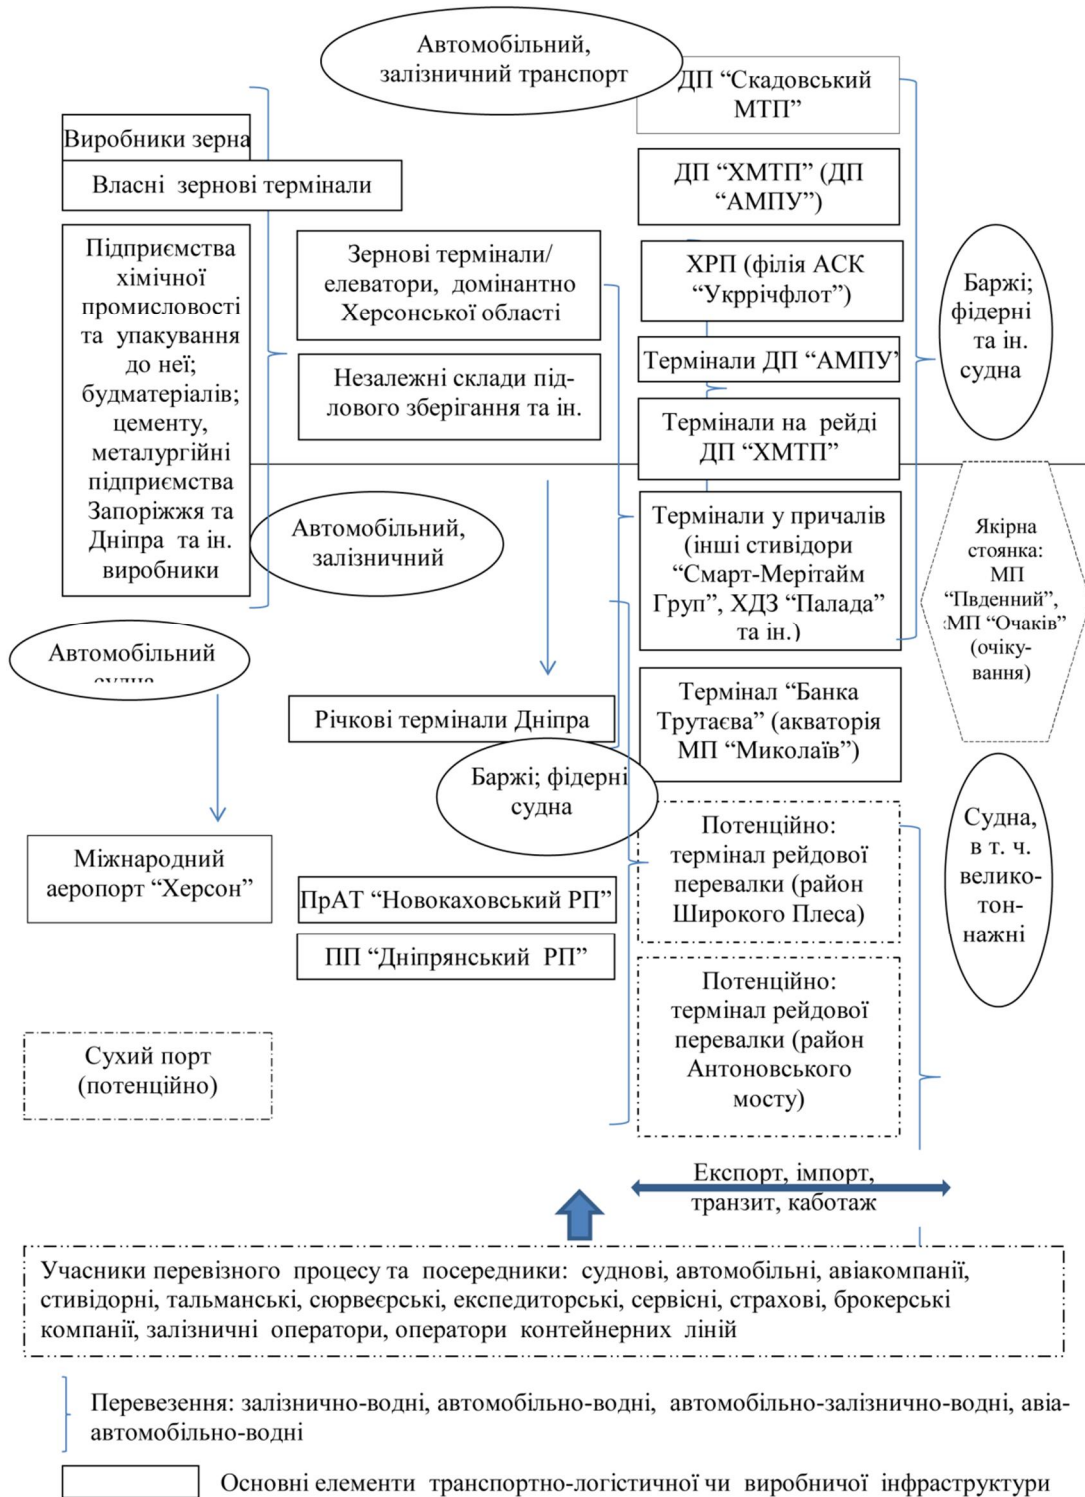 Автомобільний,
залізничний транспорт
ДП “Скадовський
МТП”
Виробники зерна
Власні зернові термінали
ДП “ХМТП” (ДП
“АМПУ”)
Підприємства
хімічної
промисловості
та упакування
до неї;
будматеріалів;
цементу,
металургійні
підприємства
Запоріжжя та
Дніпра та ін.
виробники
Зернові термінали/
елеватори, домінантно
Херсонської області
Незалежні склади під-
лового зберігання та ін.
ХРП (філія АСК
“Укррічфлот”)
Термінали ДП “АМПУ’
Термінали на рейді
ДП “ХМТП”
Баржі;
фідерні
та ін.
судна
Автомобільний,
залізничний
Термінали у причалів
(інші стивідори
“Смарт-Мерітайм
Груп”, ХДЗ “Палада”
та ін.)
Якірна
стоянка:
МП
“Південний”,
МП “Очаків”
(очіку-
вання)
Автомобільний
Річкові термінали Дніпра
Термінал “Банка
Трутаєва” (акваторія
МП “Миколаїв”)
Баржі; фідерні
судна
Потенційно:
термінал рейдової
перевалки (район
Широкого Плеса)
Судна,
в т. ч.
велико-
тон-
нажні
Міжнародний
аеропорт “Херсон”
ПрАТ “Новокаховський РП”
ПП “Дніпрянський РП”
Потенційно:
термінал рейдової
перевалки (район
Антоновського
мосту)
Сухий порт
(потенційно)
Експорт, імпорт,
транзит, каботаж
Учасники перевізного процесу та посередники: суднові, автомобільні, авіакомпанії,
стивідорні, тальманські, сюрвеєрські, експедиторські, сервісні, страхові, брокерські
компанії, залізничні оператори, оператори контейнерних ліній
Перевезення: залізнично-водні, автомобільно-водні, автомобільно-залізнично-водні, авіа-
автомобільно-водні
Основні елементи транспортно-логістичної чи виробничої інфраструктури